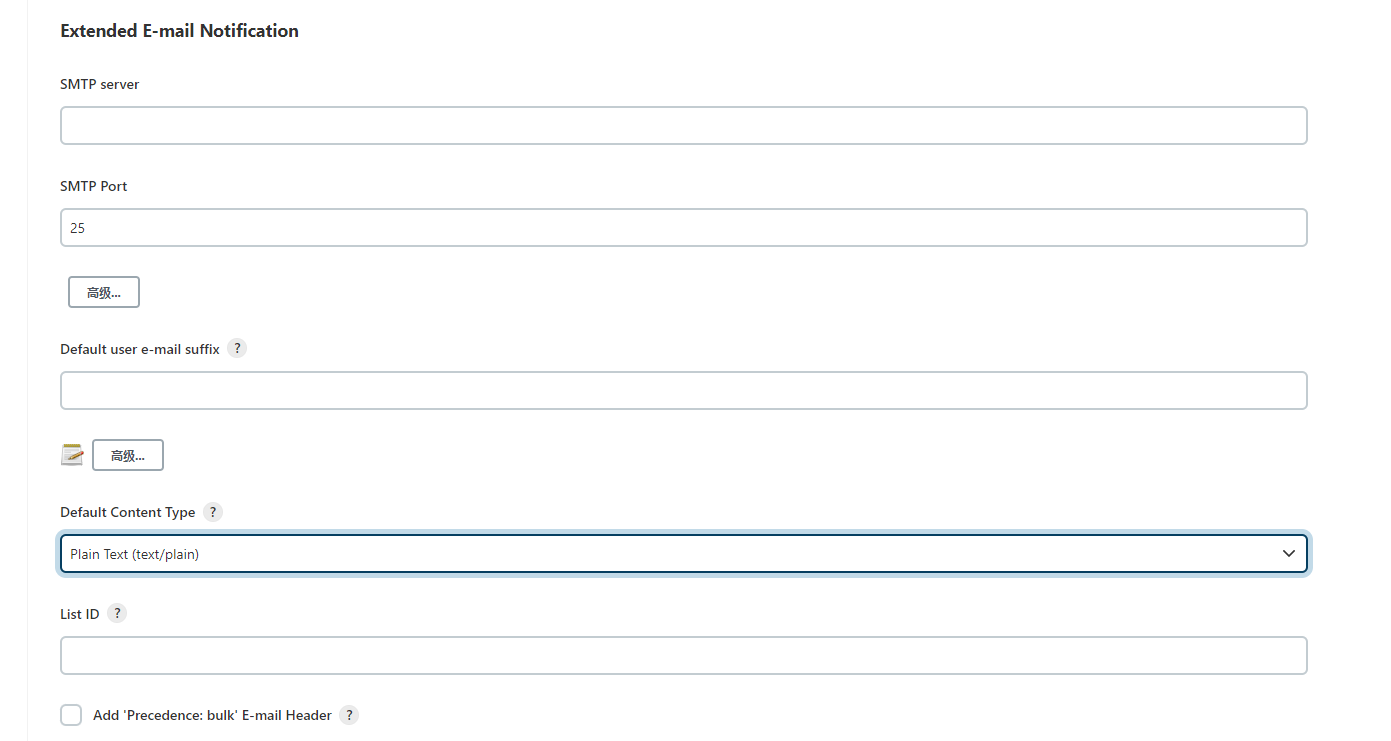 Extended E-mail Notification
SMTP server
SMTP Port
25
高级...
Default user e-mail suffix ?
高级...
Default Content Type ?
Plain Text (text/plain)
List ID ?
Add 'Precedence: bulk' E-mail Header ?